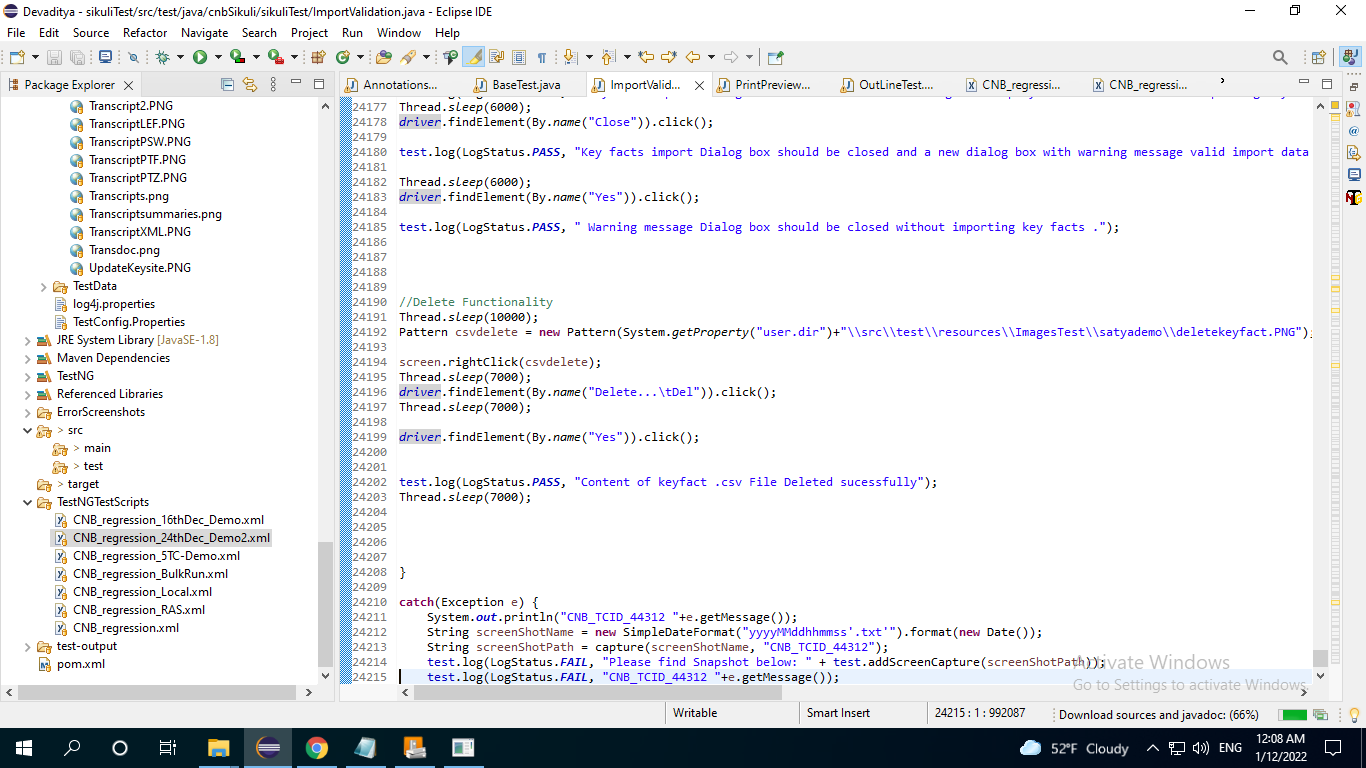 Devaditya - sikuliTest/src/test/java/cnbSikuli/sikuliTest/ImportValidation.java - Eclipse IDE
File Edit Source Refactor Navigate Search Project Run Window Help
Package Explorer
Transcript2.PNG
TranscriptLEF.PNG
TranscriptPSW.PNG
TranscriptPTF.PNG
TranscriptPTZ.PNG
Transcripts.png
Transcriptsummaries.png
TranscriptXML.PNG
Transdoc.png
UpdateKeysite.PNG
TestData
log4j.properties
TestConfig.Properties
JRE System Library [JavaSE-1.8]
Maven Dependencies
TestNG
Referenced Libraries
ErrorScreenshots
> src
> main
> test
> target
TestNGTestScripts
CNB_regression_16thDec_Demo.xml
CNB_regression_24thDec_Demo2.xml
CNB_regression_5TC-Demo.xml
CNB_regression_BulkRun.xml
CNB_regression_Local.xml
CNB_regression_RAS.xml
CNB_regression.xml
test-output
pom.xml
Annotations... BaseTest.java ImportValid... PrintPreview... OutLineTest.... CNB_regressi... CNB_regressi...
24177 Thread.sleep(6000);
24178 driver.findElement(By.name("Close")).click();
24179
24180 test.log(LogStatus.PASS, "Key facts import Dialog box should be closed and a new dialog box with warning message valid import data
24181
24182 Thread.sleep(6000);
24183 driver.findElement(By.name("Yes")).click();
24184
24185 test.log(LogStatus.PASS, " Warning message Dialog box should be closed without importing key facts .");
24186
24187
24188
24189
24190 //Delete Functionality
24191 Thread.sleep(10000);
24192 Pattern csvdelete = new Pattern(System.getProperty("user.dir")+"\\src\\test\\resources\\ImagesTest\\satyademo\\deletekeyfact.PNG");
24193
24194 screen.rightClick(csvdelete);
24195 Thread.sleep(7000);
24196 driver.findElement(By.name("Delete...\tDel")).click();
24197 Thread.sleep(7000);
24198
24199 driver.findElement(By.name("Yes")).click();
24200
24201
24202 test.log(LogStatus.PASS, "Content of keyfact .csv File Deleted sucessfully");
24203 Thread.sleep(7000);
24204
24205
24206
24207
24208 }
24209
24210 catch(Exception e) {
24211 System.out.println("CNB_TCID_44312 "+e.getMessage());
24212 String screenShotName = new SimpleDateFormat("yyyyMMddhhmmss'.txt'").format(new Date());
24213 String screenShotPath = capture(screenShotName, "CNB_TCID_44312");
24214 test.log(LogStatus.FAIL, "Please find Snapshot below: " + test.addScreenCapture(screenShotPath));
24215 test.log(LogStatus.FAIL, "CNB_TCID_44312 "+e.getMessage());
Activate Windows
Go to Settings to activate Windows.
Writable Smart Insert 24215 : 1 : 992087 Download sources and javadoc: (66%)
52°F Cloudy ENG 12:08 AM
1/12/2022